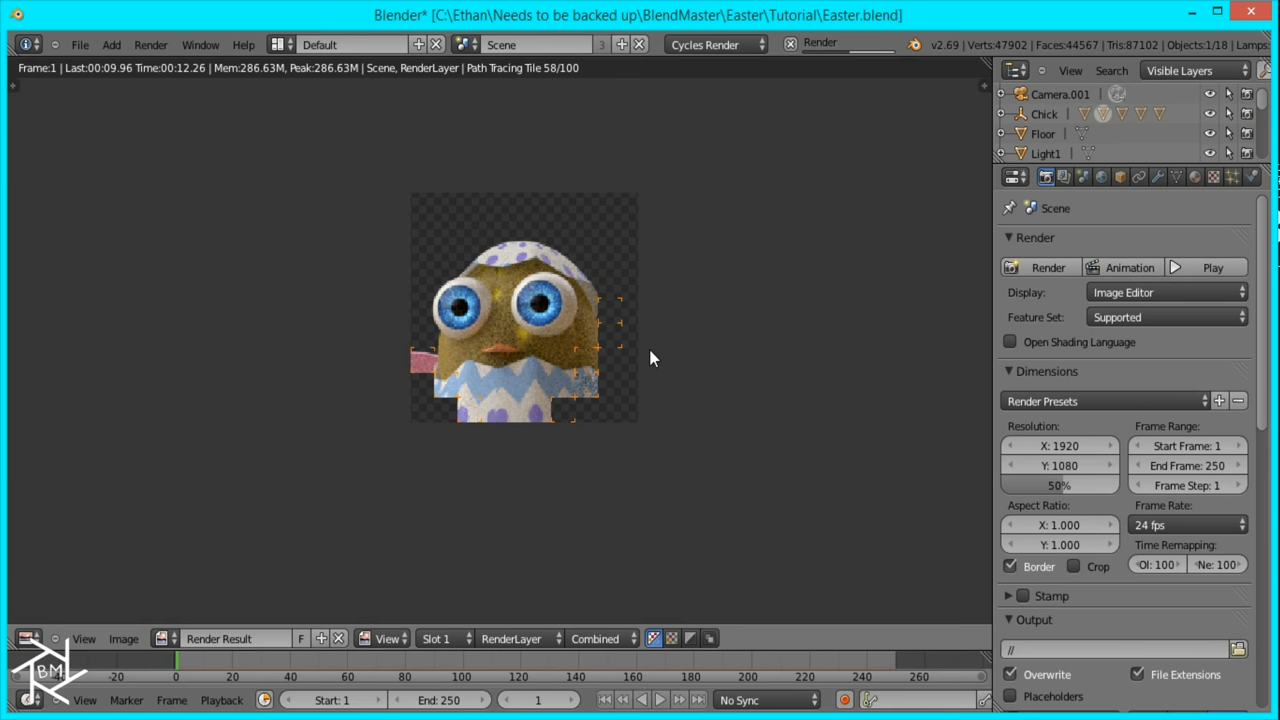 Blender* [C:\Ethan\Needs to be backed up\BlendMaster\Easter\Tutorial\Easter.blend]
File Add Render Window Help Default Scene 3 Cycles Render Render v2.69 | Verts:47902 | Faces:44567 | Tris:87102 | Objects:1/18 | Lamps:
Frame:1 | Last:00:09.96 Time:00:12.26 | Mem:286.63M, Peak:286.63M | Scene, RenderLayer | Path Tracing Tile 58/100
View Search Visible Layers
Camera.001
Chick
Floor
Light1
Scene
Render
Render Animation Play
Display: Image Editor
Feature Set: Supported
Open Shading Language
Dimensions
Render Presets
Resolution: Frame Range:
X: 1920 Start Frame: 1
Y: 1080 End Frame: 250
50% Frame Step: 1
Aspect Ratio: Frame Rate:
X: 1.000 24 fps
Y: 1.000 Time Remapping:
Border Crop Ol: 100 Ne: 100
Stamp
Output
//
Overwrite File Extensions
Placeholders
View Image Render Result F View Slot 1 RenderLayer Combined
BM
-40 -20 0 20 40 60 80 100 120 140 160 180 200 220 240 260
View Marker Frame Playback Start: 1 End: 250 1 No Sync